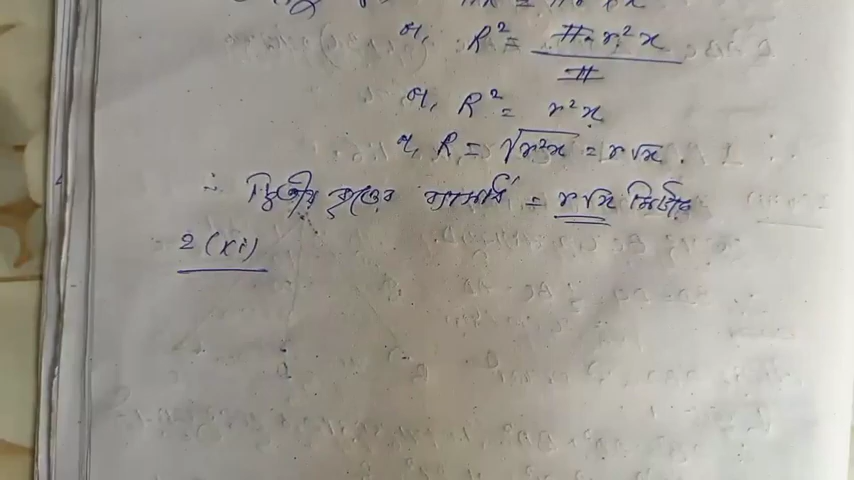 বা, R² = π r² x / π
বা, R² = r² x
বা, R = √r²x = r√x .
∴ দ্বিতীয় বৃত্তের ব্যাসার্ধ = r√x মিটার
2 (xi)